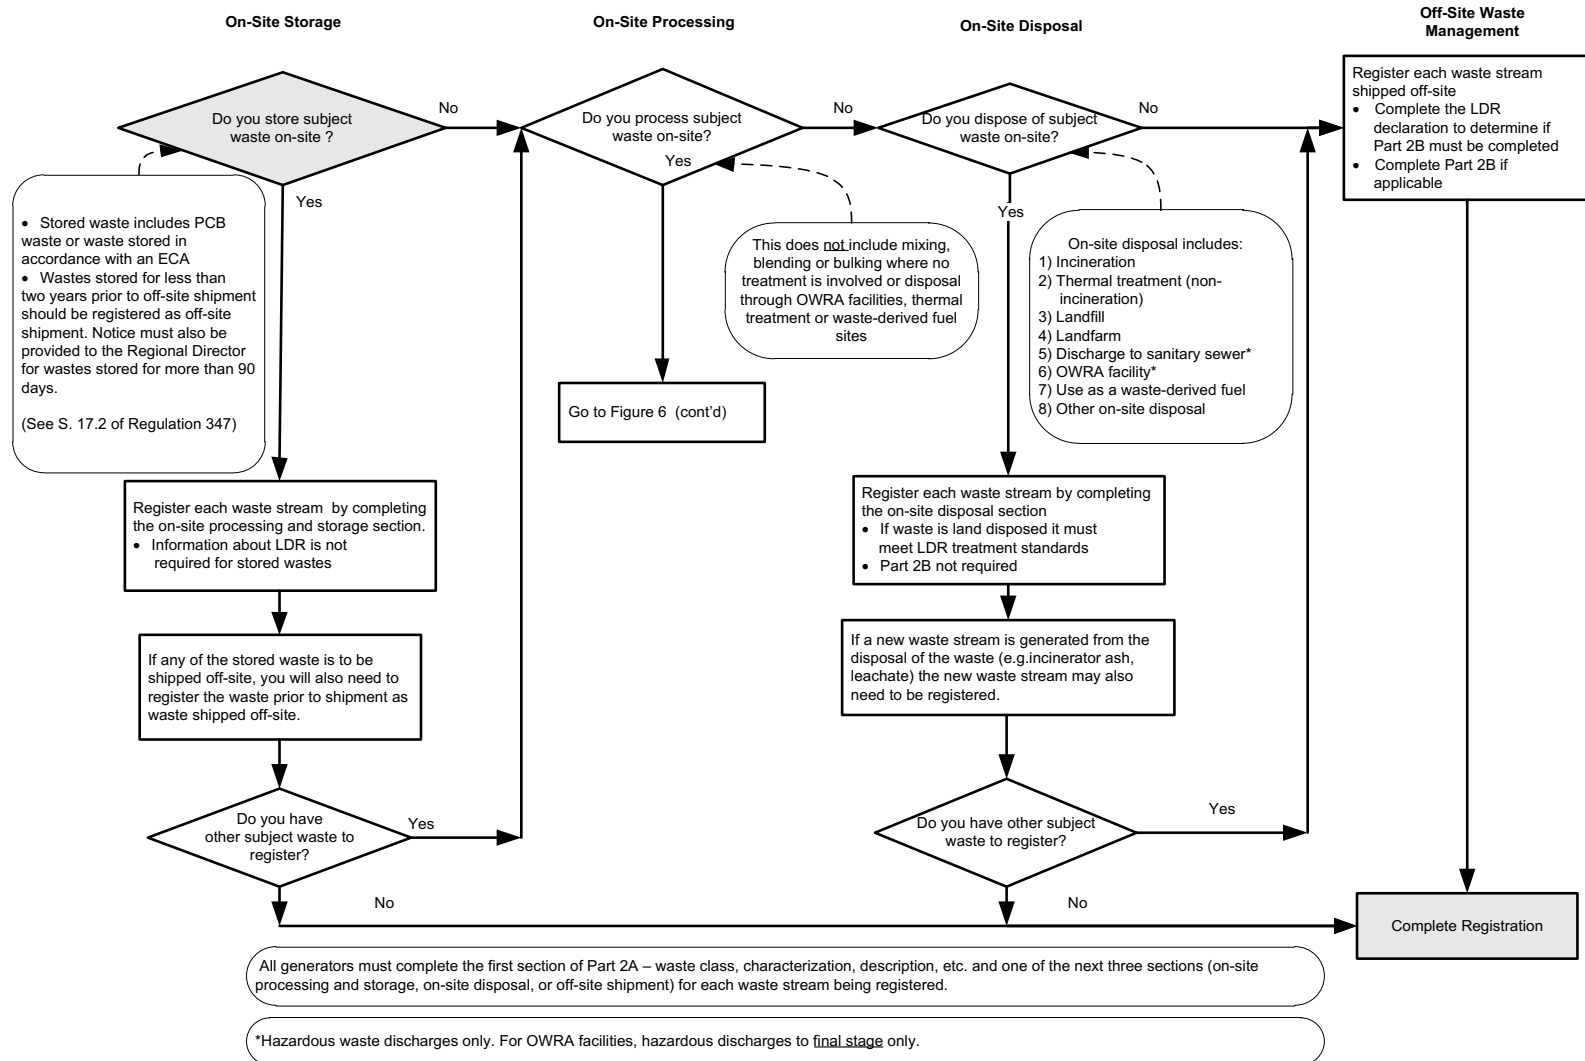 On-Site Storage
On-Site Processing
On-Site Disposal
Off-Site Waste
Management
Do you store subject
waste on-site ?
No
Yes
• Stored waste includes PCB
waste or waste stored in
accordance with an ECA
• Wastes stored for less than
two years prior to off-site shipment
should be registered as off-site
shipment. Notice must also be
provided to the Regional Director
for wastes stored for more than 90
days.
(See S. 17.2 of Regulation 347)
Register each waste stream by completing
the on-site processing and storage section.
• Information about LDR is not
required for stored wastes
If any of the stored waste is to be
shipped off-site, you will also need to
register the waste prior to shipment as
waste shipped off-site.
Do you have
other subject waste to
register?
Yes
No
Do you process subject
waste on-site?
No
Yes
This does not include mixing,
blending or bulking where no
treatment is involved or disposal
through OWRA facilities, thermal
treatment or waste-derived fuel
sites
Go to Figure 6 (cont’d)
Do you dispose of subject
waste on-site?
No
Yes
On-site disposal includes:
1) Incineration
2) Thermal treatment (non-
incineration)
3) Landfill
4) Landfarm
5) Discharge to sanitary sewer*
6) OWRA facility*
7) Use as a waste-derived fuel
8) Other on-site disposal
Register each waste stream by completing
the on-site disposal section
• If waste is land disposed it must
meet LDR treatment standards
• Part 2B not required
If a new waste stream is generated from the
disposal of the waste (e.g.incinerator ash,
leachate) the new waste stream may also
need to be registered.
Do you have other subject
waste to register?
Yes
No
Register each waste stream
shipped off-site
• Complete the LDR
declaration to determine if
Part 2B must be completed
• Complete Part 2B if
applicable
Complete Registration
All generators must complete the first section of Part 2A – waste class, characterization, description, etc. and one of the next three sections (on-site
processing and storage, on-site disposal, or off-site shipment) for each waste stream being registered.
*Hazardous waste discharges only. For OWRA facilities, hazardous discharges to final stage only.